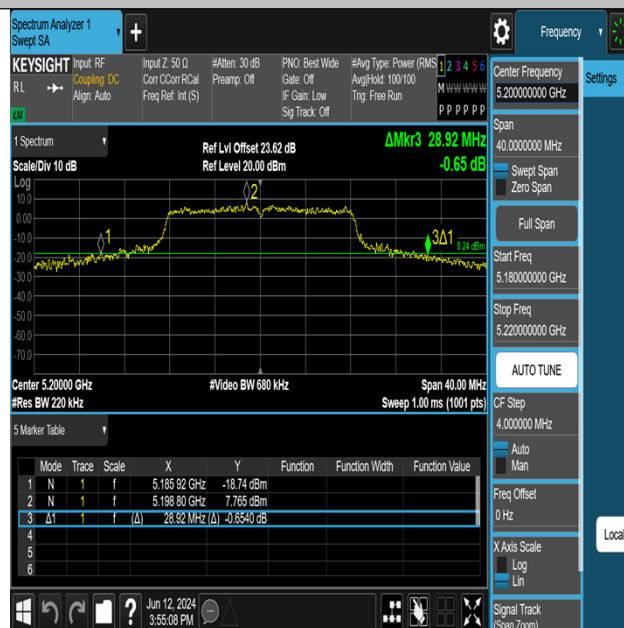 Spectrum Analyzer 1
Swept SA
+
Frequency
KEYSIGHT
RL
Input: RF
Coupling: DC
Align: Auto
Input Z: 50 Ω
Corr CCorr RCal
Freq Ref: Int (S)
#Atten: 30 dB
Preamp: Off
PNO: Best Wide
Gate: Off
IF Gain: Low
Sig Track: Off
#Avg Type: Power (RMS
Avg|Hold: 100/100
Trig: Free Run
1 2 3 4 5 6
M W W W W W
P P P P P P
1 Spectrum
Scale/Div 10 dB
Ref Lvl Offset 23.62 dB
Ref Level 20.00 dBm
ΔMkr3 28.92 MHz
-0.65 dB
Log
10.0
0.00
-10.0
-20.0
-30.0
-40.0
-50.0
-60.0
-70.0
1
2
3Δ1
8.24 dBm
Center 5.20000 GHz
#Res BW 220 kHz
#Video BW 680 kHz
Span 40.00 MHz
Sweep 1.00 ms (1001 pts)
5 Marker Table
Mode Trace Scale X Y Function Function Width Function Value
1 N 1 f 5.185 92 GHz -18.74 dBm
2 N 1 f 5.198 80 GHz 7.765 dBm
3 Δ1 1 f (Δ) 28.92 MHz (Δ) -0.6540 dB
4
5
6
?
Jun 12, 2024
3:55:08 PM
Center Frequency
5.200000000 GHz
Span
40.0000000 MHz
Swept Span
Zero Span
Full Span
Start Freq
5.180000000 GHz
Stop Freq
5.220000000 GHz
AUTO TUNE
CF Step
4.000000 MHz
Auto
Man
Freq Offset
0 Hz
X Axis Scale
Log
Lin
Signal Track
(Span Zoom)
Settings
Local